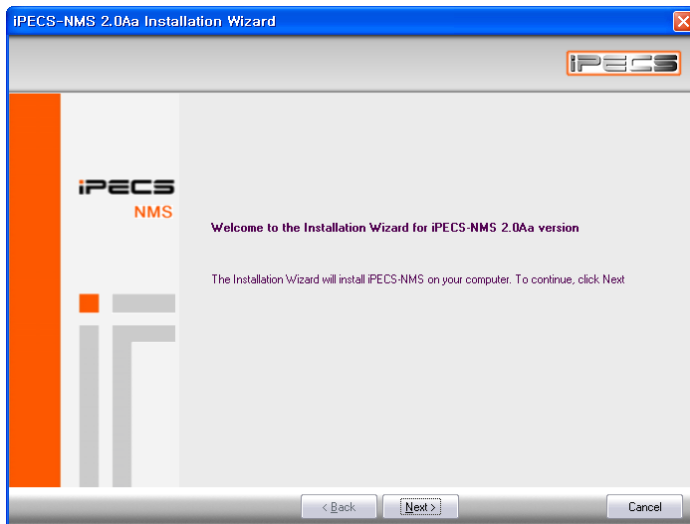 iPECS-NMS 2.0Aa Installation Wizard
iPECS
iPECS
NMS
Welcome to the Installation Wizard for iPECS-NMS 2.0Aa version
The Installation Wizard will install iPECS-NMS on your computer. To continue, click Next
< Back
Next >
Cancel